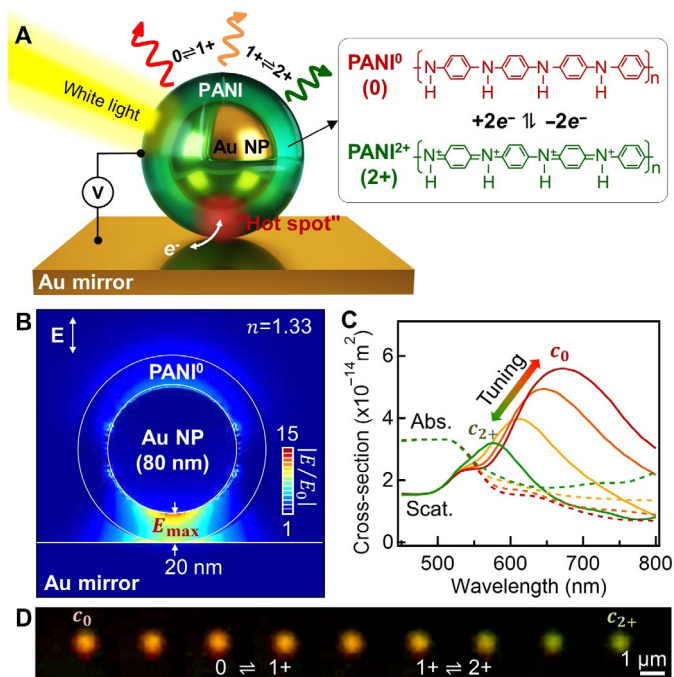 A
0⇌1+
1+⇌2+
White light
PANI
Au NP
V
"Hot spot"
e⁻
Au mirror
PANI⁰
(0)
N
H
N
H
N
H
N
H
n
+2e⁻ ⇌ −2e⁻
PANI²⁺
(2+)
N⁺
H
N⁺
H
N⁺
H
N⁺
H
n
B
E
n=1.33
PANI⁰
Au NP
(80 nm)
15
|E/E₀|
1
Eₘₐₓ
20 nm
Au mirror
C
Cross-section (x10⁻¹⁴m²)
6
4
2
0
Tuning
c₀
c₂₊
Abs.
Scat.
500
600
700
800
Wavelength (nm)
D
c₀
c₂₊
0 ⇌ 1+
1+ ⇌ 2+
1 μm